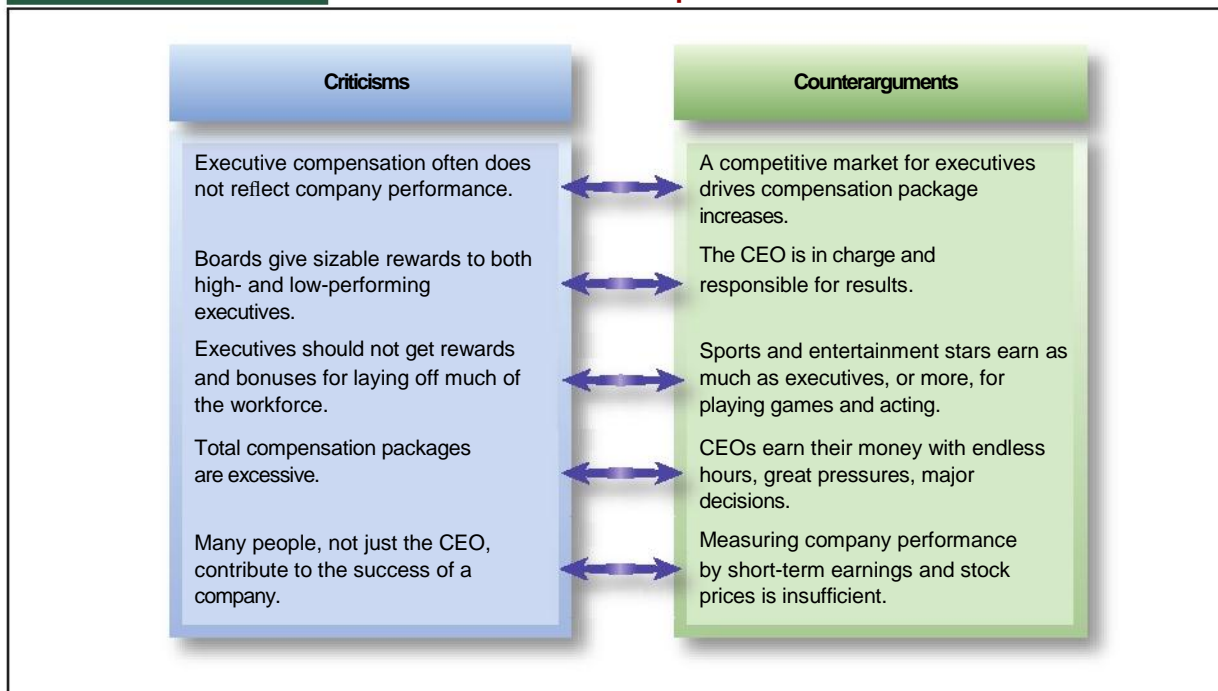 Criticisms
Executive compensation often does
not reflect company performance.
Boards give sizable rewards to both
high- and low-performing
executives.
Executives should not get rewards
and bonuses for laying off much of
the workforce.
Total compensation packages
are excessive.
Many people, not just the CEO,
contribute to the success of a
company.
Counterarguments
A competitive market for executives
drives compensation package
increases.
The CEO is in charge and
responsible for results.
Sports and entertainment stars earn as
much as executives, or more, for
playing games and acting.
CEOs earn their money with endless
hours, great pressures, major
decisions.
Measuring company performance
by short-term earnings and stock
prices is insufficient.